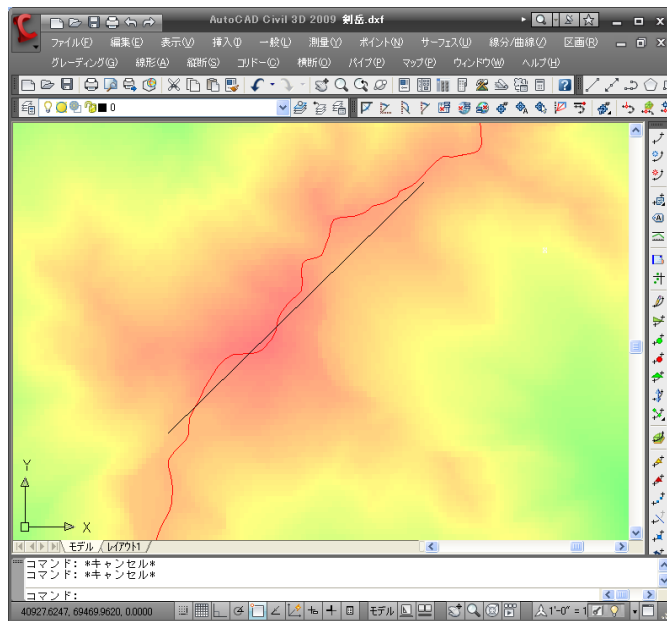 AutoCAD Civil 3D 2009 剣岳.dxf
ファイル(F) 編集(E) 表示(V) 挿入(I) 一般(L) 測量(Y) ポイント(N) サーフェス(U) 線分/曲線(/) 区画(R)
グレーディング(G) 線形(A) 縦断(S) コリドー(C) 横断(O) パイプ(P) マップ(P) ウィンドウ(W) ヘルプ(H)
0
Y
X
モデル レイアウト1
コマンド: *キャンセル*
コマンド: *キャンセル*
コマンド:
40927.6247, 69469.9620, 0.0000 モデル 1'-0" = 1'